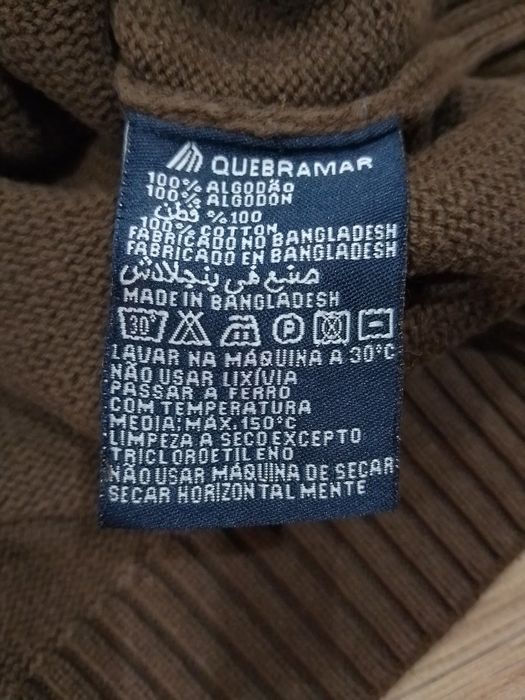 QUEBRAMAR
100% ALGODÃO
100% ALGODÓN
قطن %100
100% COTTON
FABRICADO NO BANGLADESH
FABRICADO EN BANGLADESH
صنع في بنجلادش
MADE IN BANGLADESH
30° P
LAVAR NA MÁQUINA A 30°C
NÃO USAR LIXÍVIA
PASSAR A FERRO
COM TEMPERATURA
MEDIA: MÁX. 150°C
LIMPEZA A SECO EXCEPTO
TRICLOROETILENO
NÃO USAR MÁQUINA DE SECAR
SECAR HORIZONTALMENTE